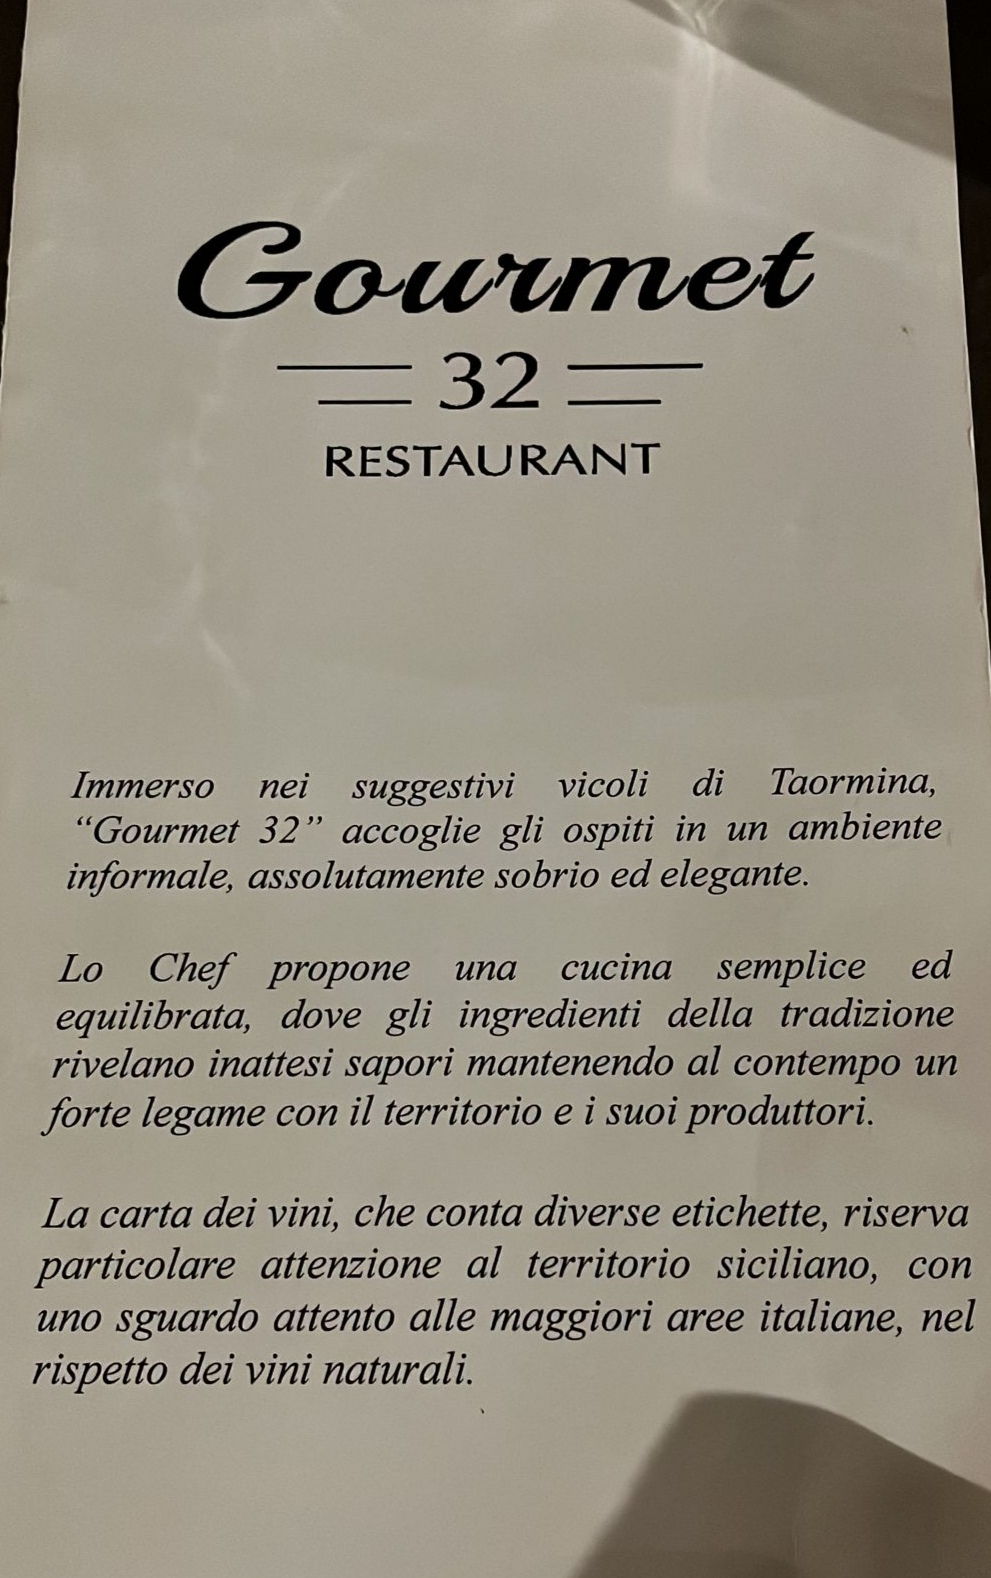 Gourmet
32
RESTAURANT
Immerso nei suggestivi vicoli di Taormina,
“Gourmet 32” accoglie gli ospiti in un ambiente
informale, assolutamente sobrio ed elegante.
Lo Chef propone una cucina semplice ed
equilibrata, dove gli ingredienti della tradizione
rivelano inattesi sapori mantenendo al contempo un
forte legame con il territorio e i suoi produttori.
La carta dei vini, che conta diverse etichette, riserva
particolare attenzione al territorio siciliano, con
uno sguardo attento alle maggiori aree italiane, nel
rispetto dei vini naturali.